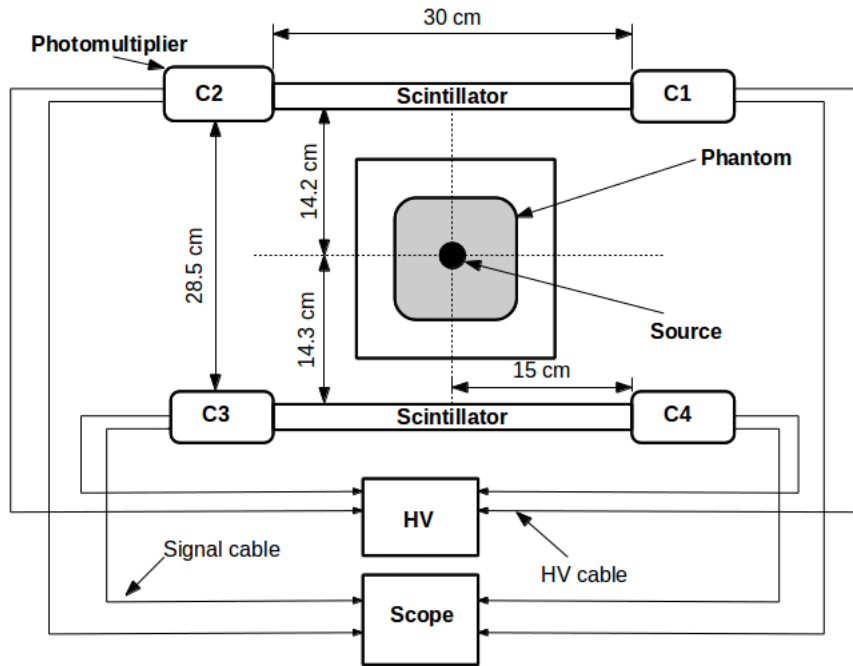 30 cm
Photomultiplier
C2
Scintillator
C1
14.2 cm
Phantom
28.5 cm
14.3 cm
Source
15 cm
C3
Scintillator
C4
HV
Signal cable
HV cable
Scope